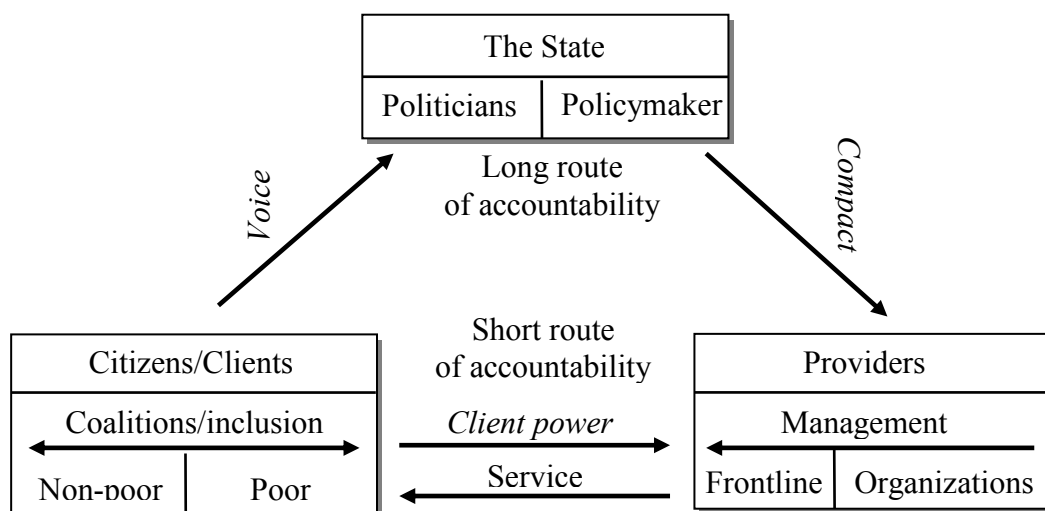 The State
Politicians
Policymaker
Long route
of accountability
Voice
Compact
Short route
of accountability
Citizens/Clients
Coalitions/inclusion
Non-poor
Poor
Client power
Service
Providers
Management
Frontline
Organizations